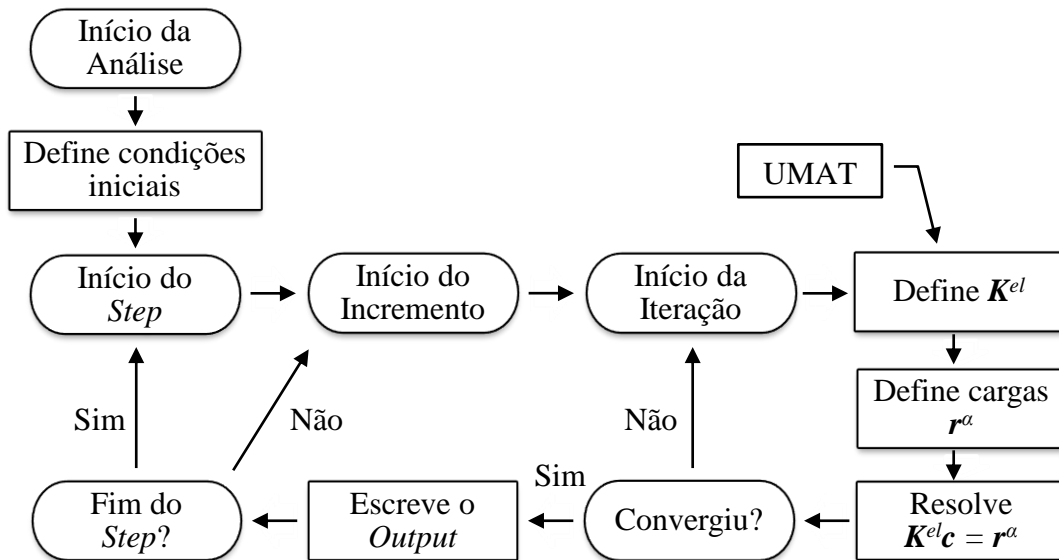 Início da
Análise
Define condições
iniciais
UMAT
Início do
Step
Início do
Incremento
Início da
Iteração
Define K^el
Define cargas
r^α
Sim
Não
Não
Sim
Fim do
Step?
Escreve o
Output
Convergiu?
Resolve
K^el c = r^α